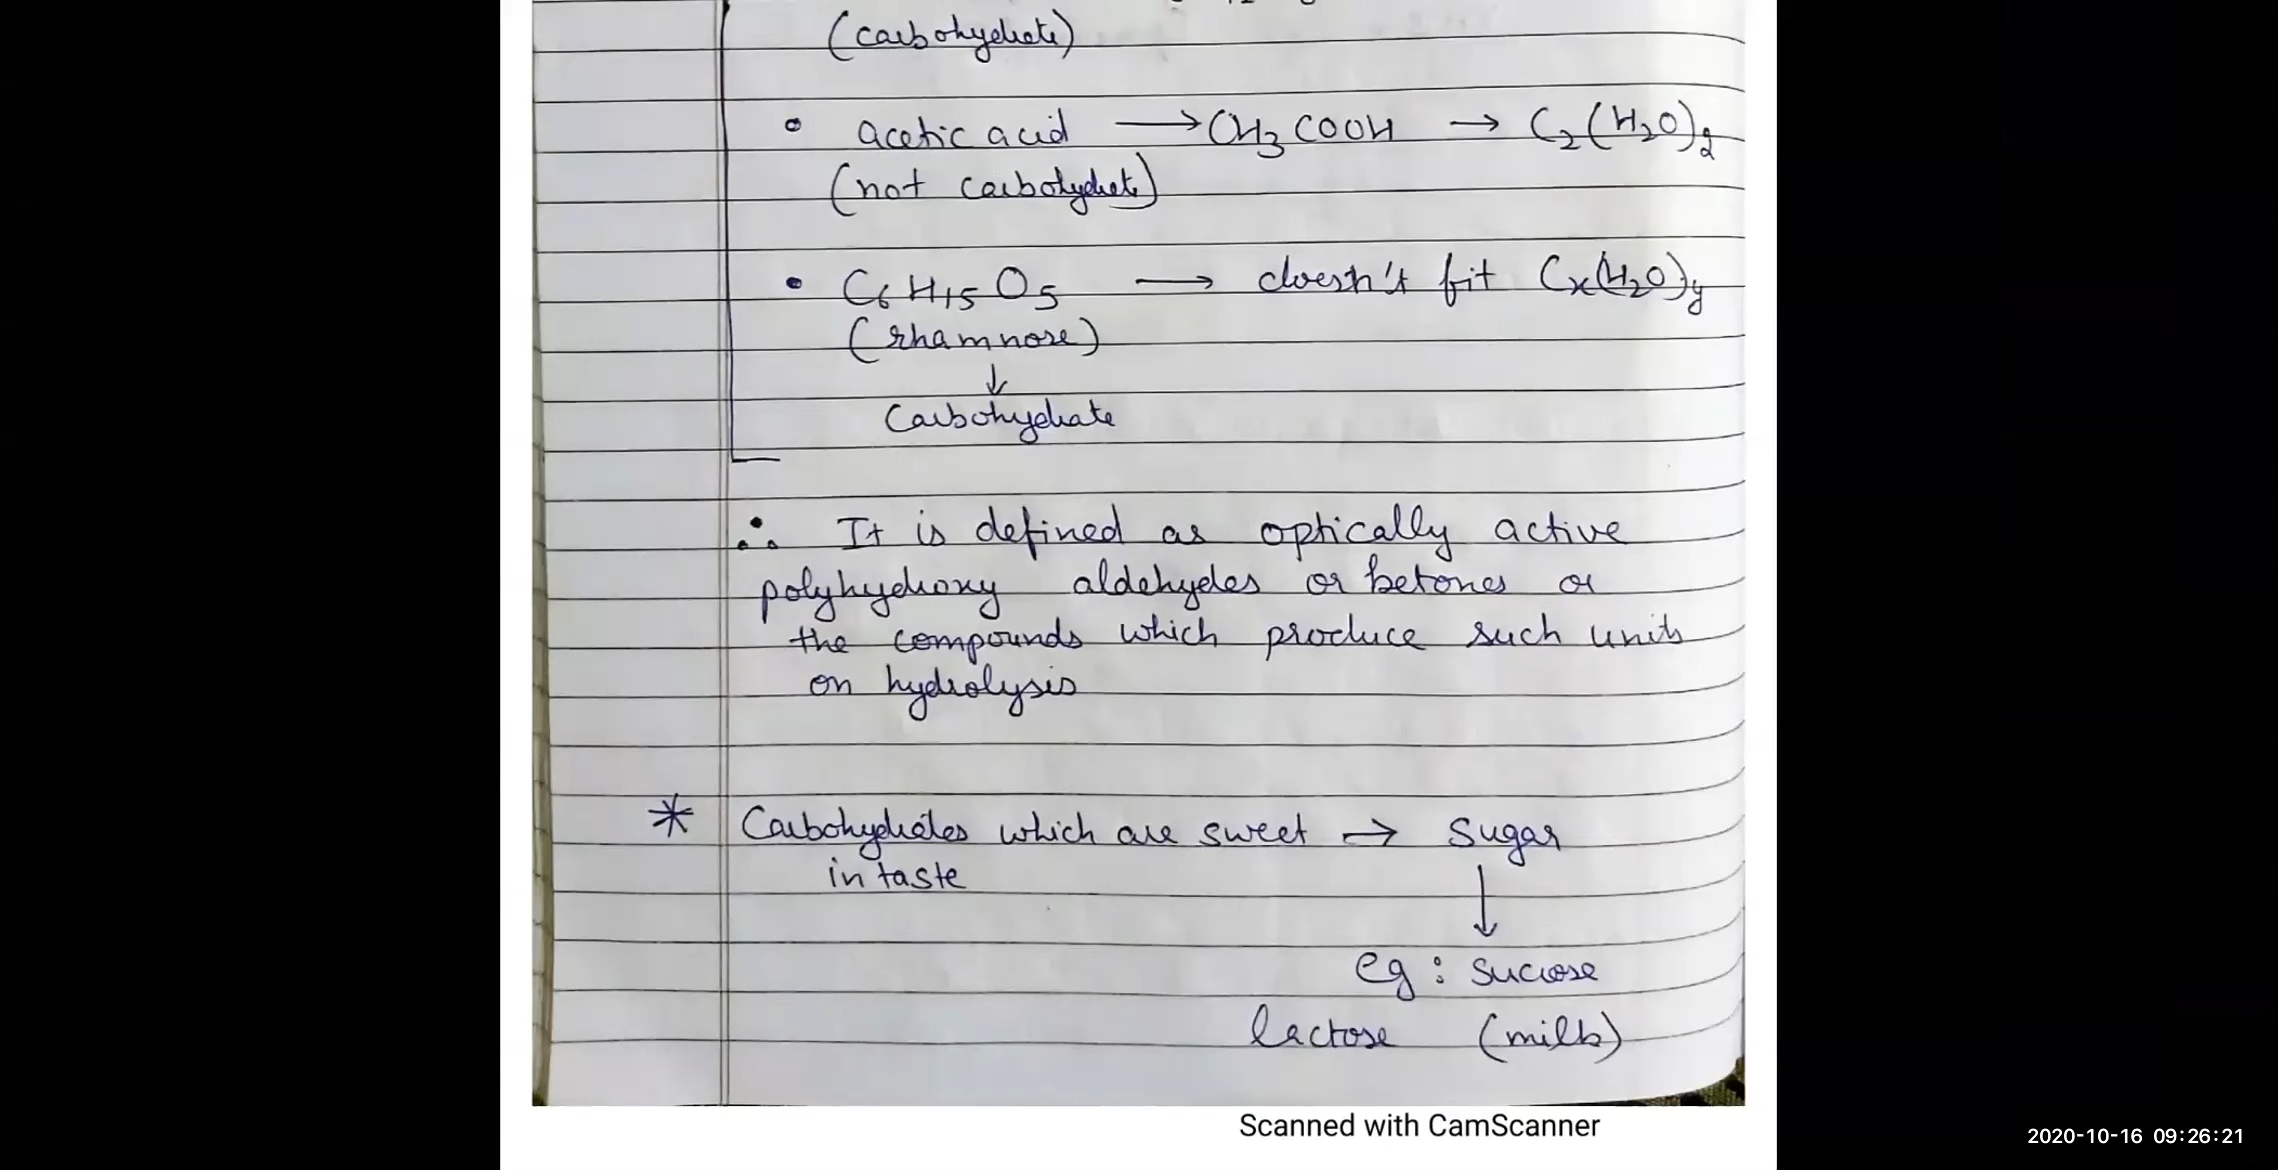 (carbohydrate)
• acetic acid → CH3COOH → C2(H2O)2
(not carbohydrate)
• C6H15O5 → doesn't fit Cx(H2O)y
(rhamnose)
↓
Carbohydrate
∴ It is defined as optically active
polyhydroxy aldehydes or ketones or
the compounds which produce such units
on hydrolysis
* Carbohydrates which are sweet → Sugar
in taste
↓
eg : sucrose
lactose (milk)
Scanned with CamScanner
2020-10-16 09:26:21